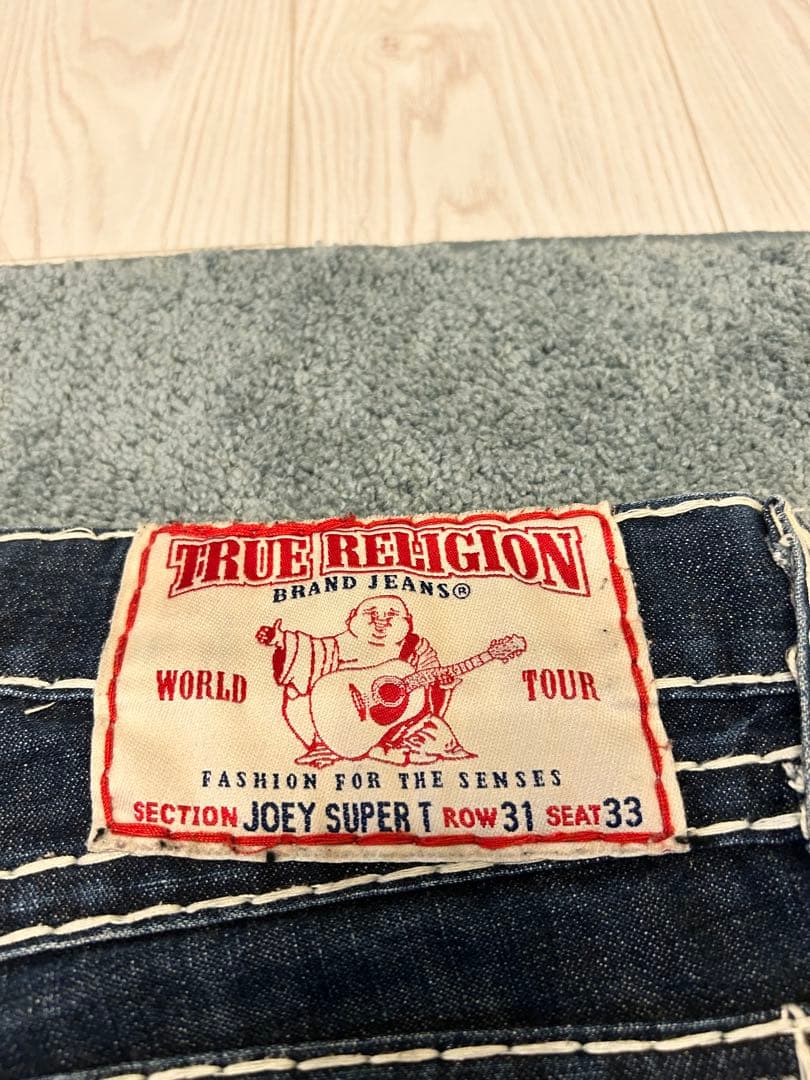 TRUE RELIGION
BRAND JEANS®
WORLD TOUR
FASHION FOR THE SENSES
SECTION JOEY SUPER T ROW 31 SEAT 33